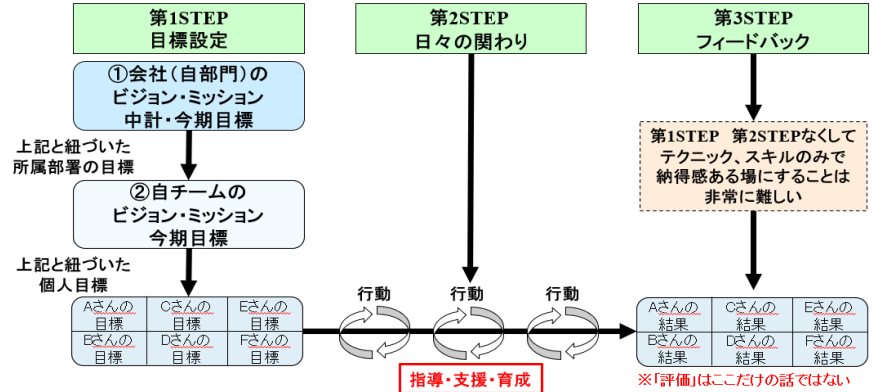 第1STEP
目標設定
第2STEP
日々の関わり
第3STEP
フィードバック
①会社(自部門)の
ビジョン・ミッション
中計・今期目標
上記と紐づいた
所属部署の目標
②自チームの
ビジョン・ミッション
今期目標
上記と紐づいた
個人目標
Aさんの
目標
Cさんの
目標
Eさんの
目標
Bさんの
目標
Dさんの
目標
Fさんの
目標
行動
行動
行動
指導・支援・育成
第1STEP 第2STEPなくして
テクニック、スキルのみで
納得感ある場にすることは
非常に難しい
Aさんの
結果
Cさんの
結果
Eさんの
結果
Bさんの
結果
Dさんの
結果
Fさんの
結果
※「評価」はここだけの話ではない